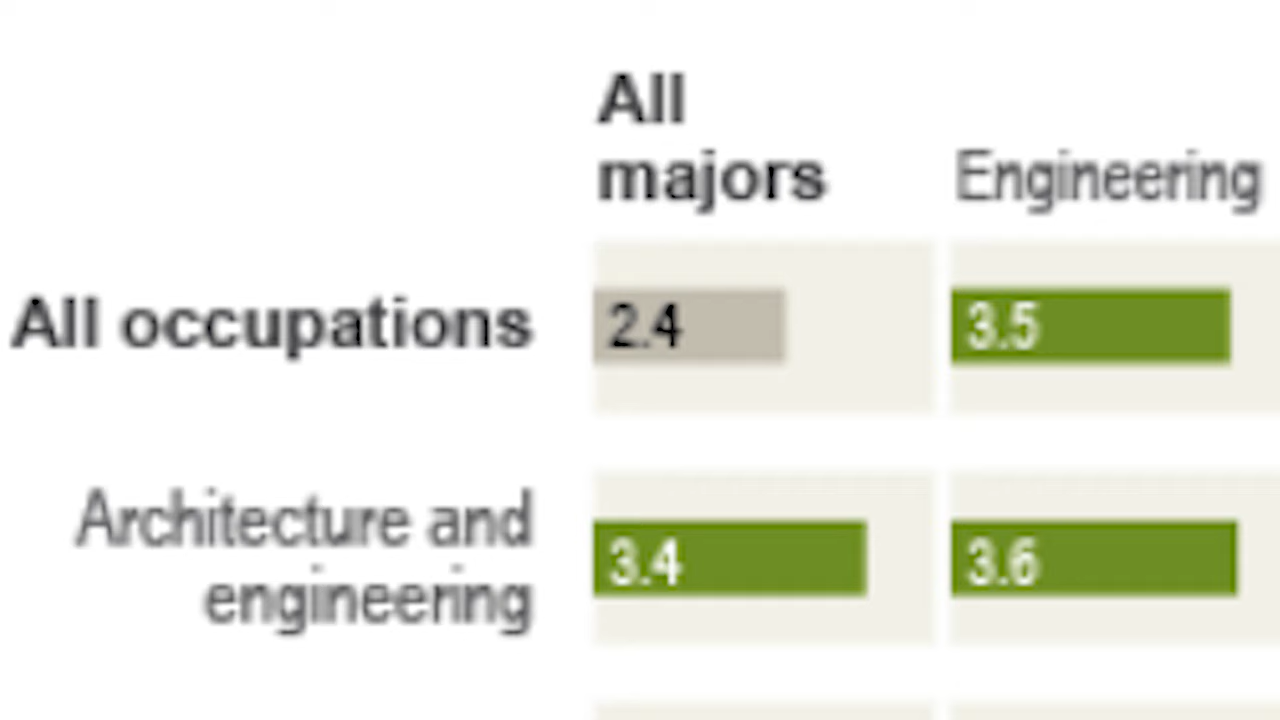 All
majors
Engineering
All occupations
2.4
3.5
Architecture and
engineering
3.4
3.6